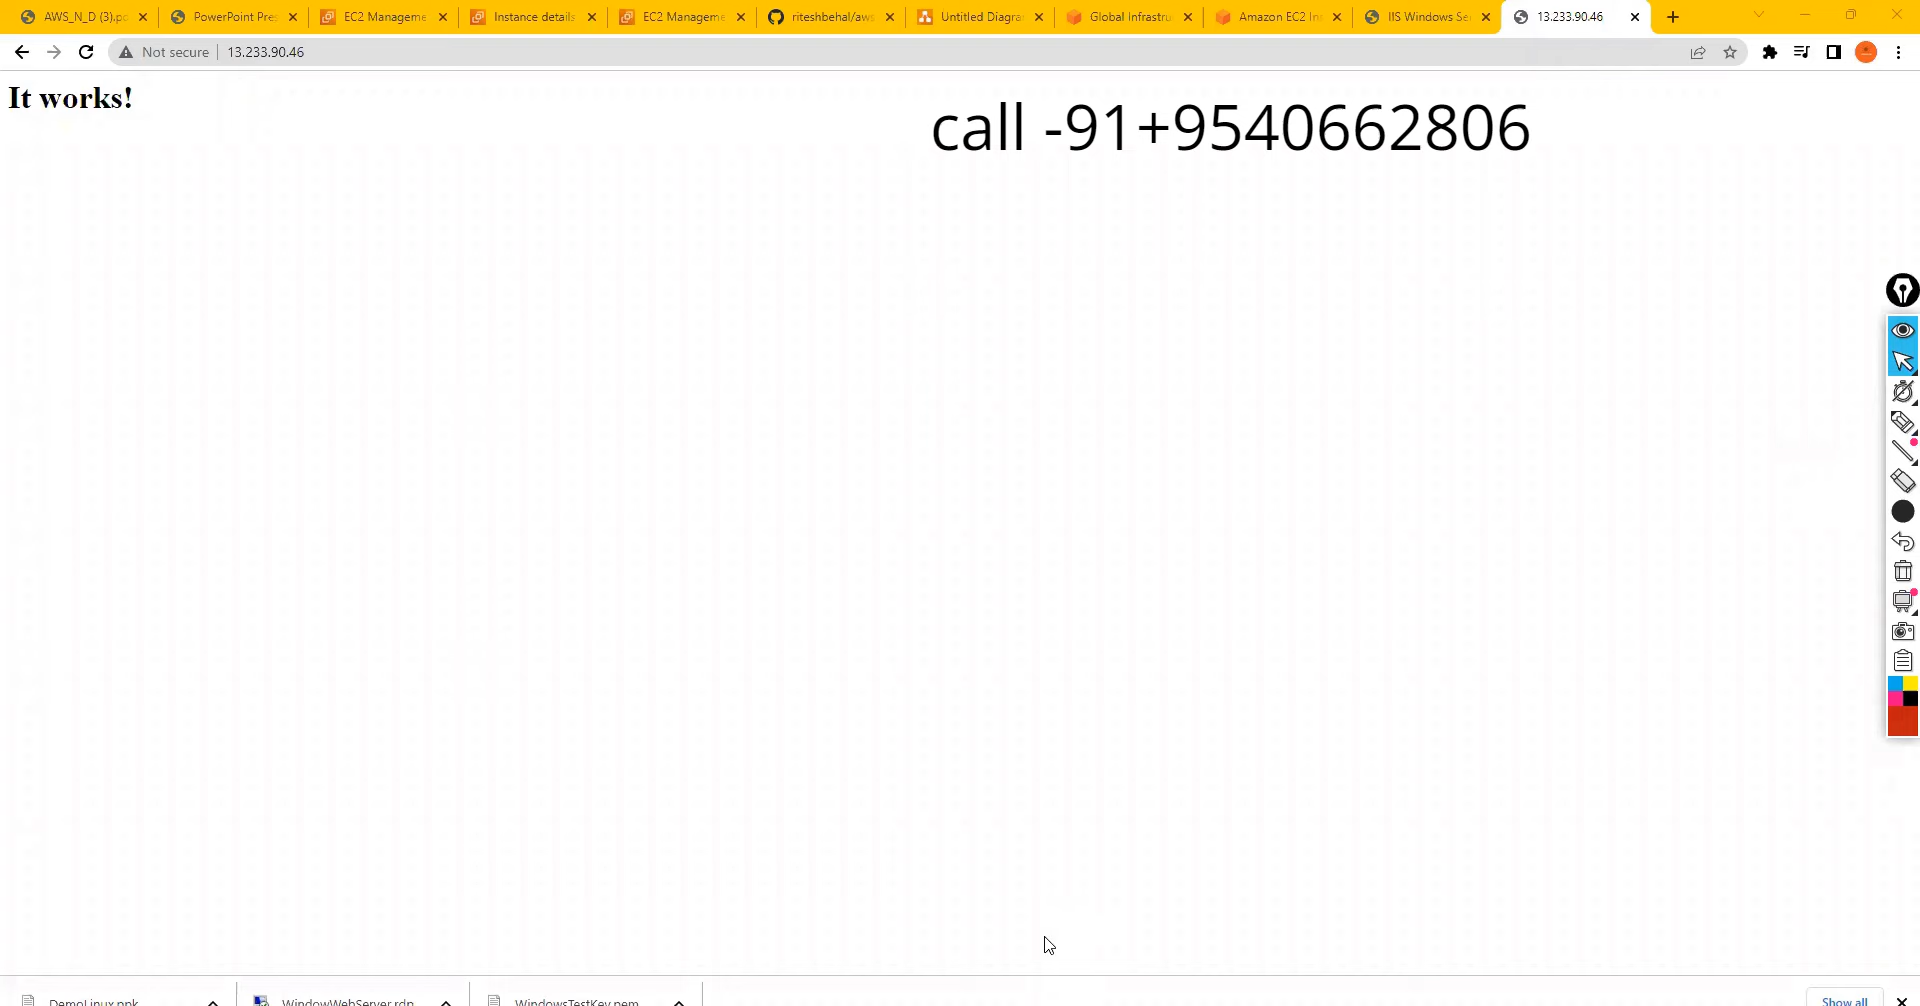 AWS_N_D (3).pc
PowerPoint Pre
EC2 Manageme
Instance details
EC2 Manageme
riteshbehal/aws
Untitled Diagra
Global Infrastru
Amazon EC2 In
IIS Windows Se
13.233.90.46
Not secure
13.233.90.46
It works!
call -91+9540662806
DemoLinux.ppk
WindowWebServer.rdp
WindowsTestKey.pem
Show all